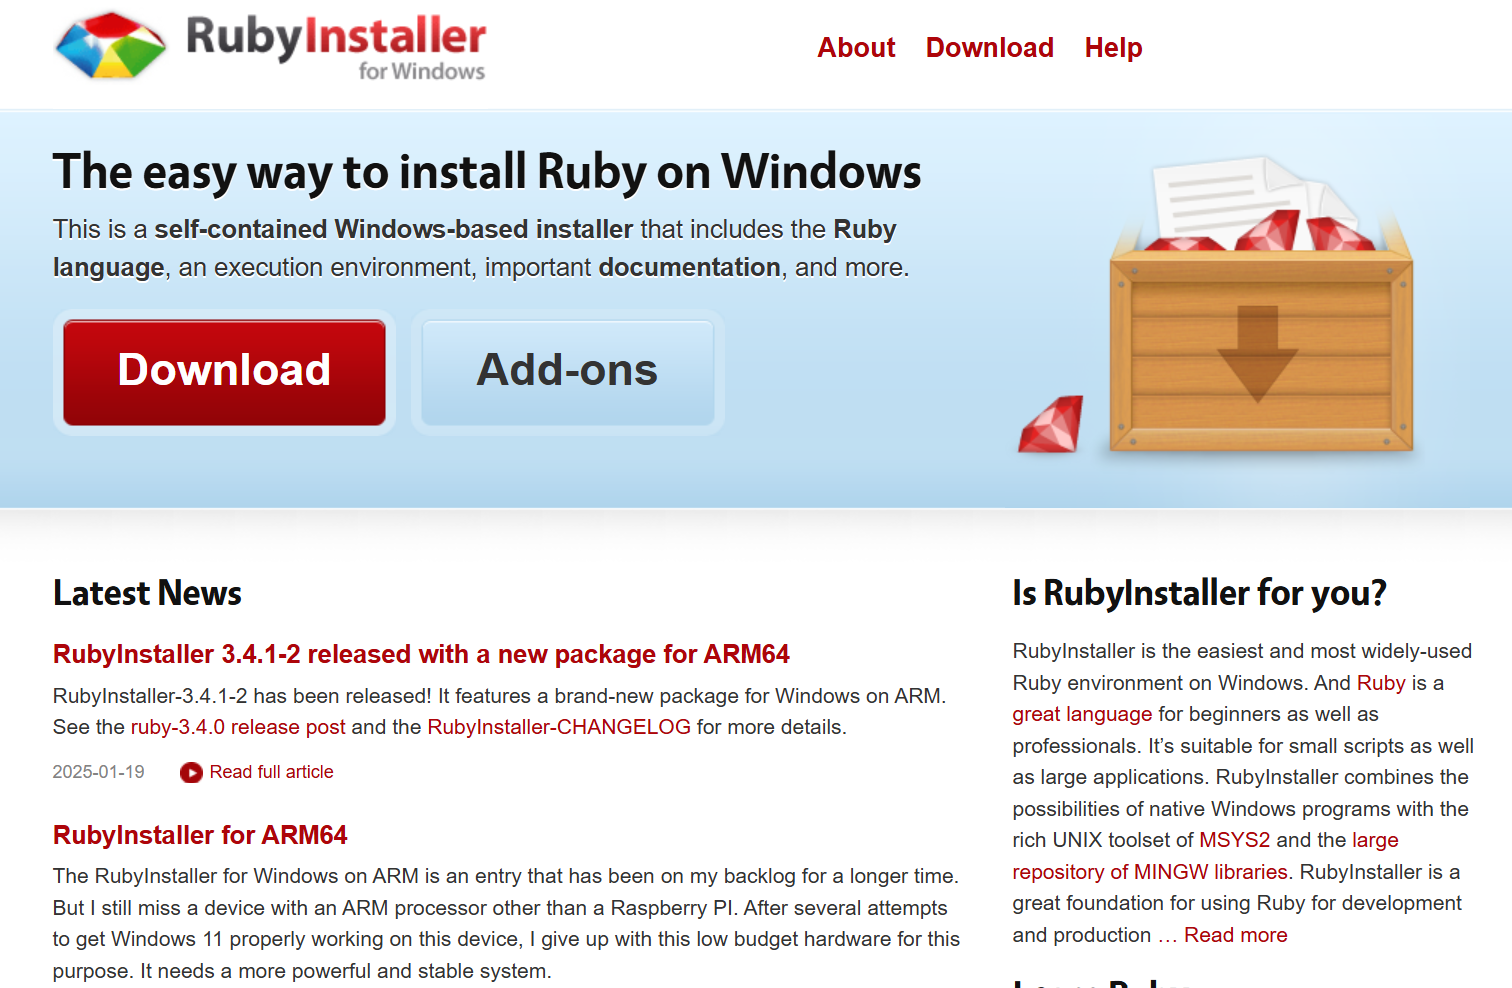 RubyInstaller
for Windows
About Download Help
The easy way to install Ruby on Windows
This is a self-contained Windows-based installer that includes the Ruby
language, an execution environment, important documentation, and more.
Download
Add-ons
Latest News
RubyInstaller 3.4.1-2 released with a new package for ARM64
RubyInstaller-3.4.1-2 has been released! It features a brand-new package for Windows on ARM.
See the ruby-3.4.0 release post and the RubyInstaller-CHANGELOG for more details.
2025-01-19 Read full article
RubyInstaller for ARM64
The RubyInstaller for Windows on ARM is an entry that has been on my backlog for a longer time.
But I still miss a device with an ARM processor other than a Raspberry PI. After several attempts
to get Windows 11 properly working on this device, I give up with this low budget hardware for this
purpose. It needs a more powerful and stable system.
Is RubyInstaller for you?
RubyInstaller is the easiest and most widely-used
Ruby environment on Windows. And Ruby is a
great language for beginners as well as
professionals. It’s suitable for small scripts as well
as large applications. RubyInstaller combines the
possibilities of native Windows programs with the
rich UNIX toolset of MSYS2 and the large
repository of MINGW libraries. RubyInstaller is a
great foundation for using Ruby for development
and production … Read more